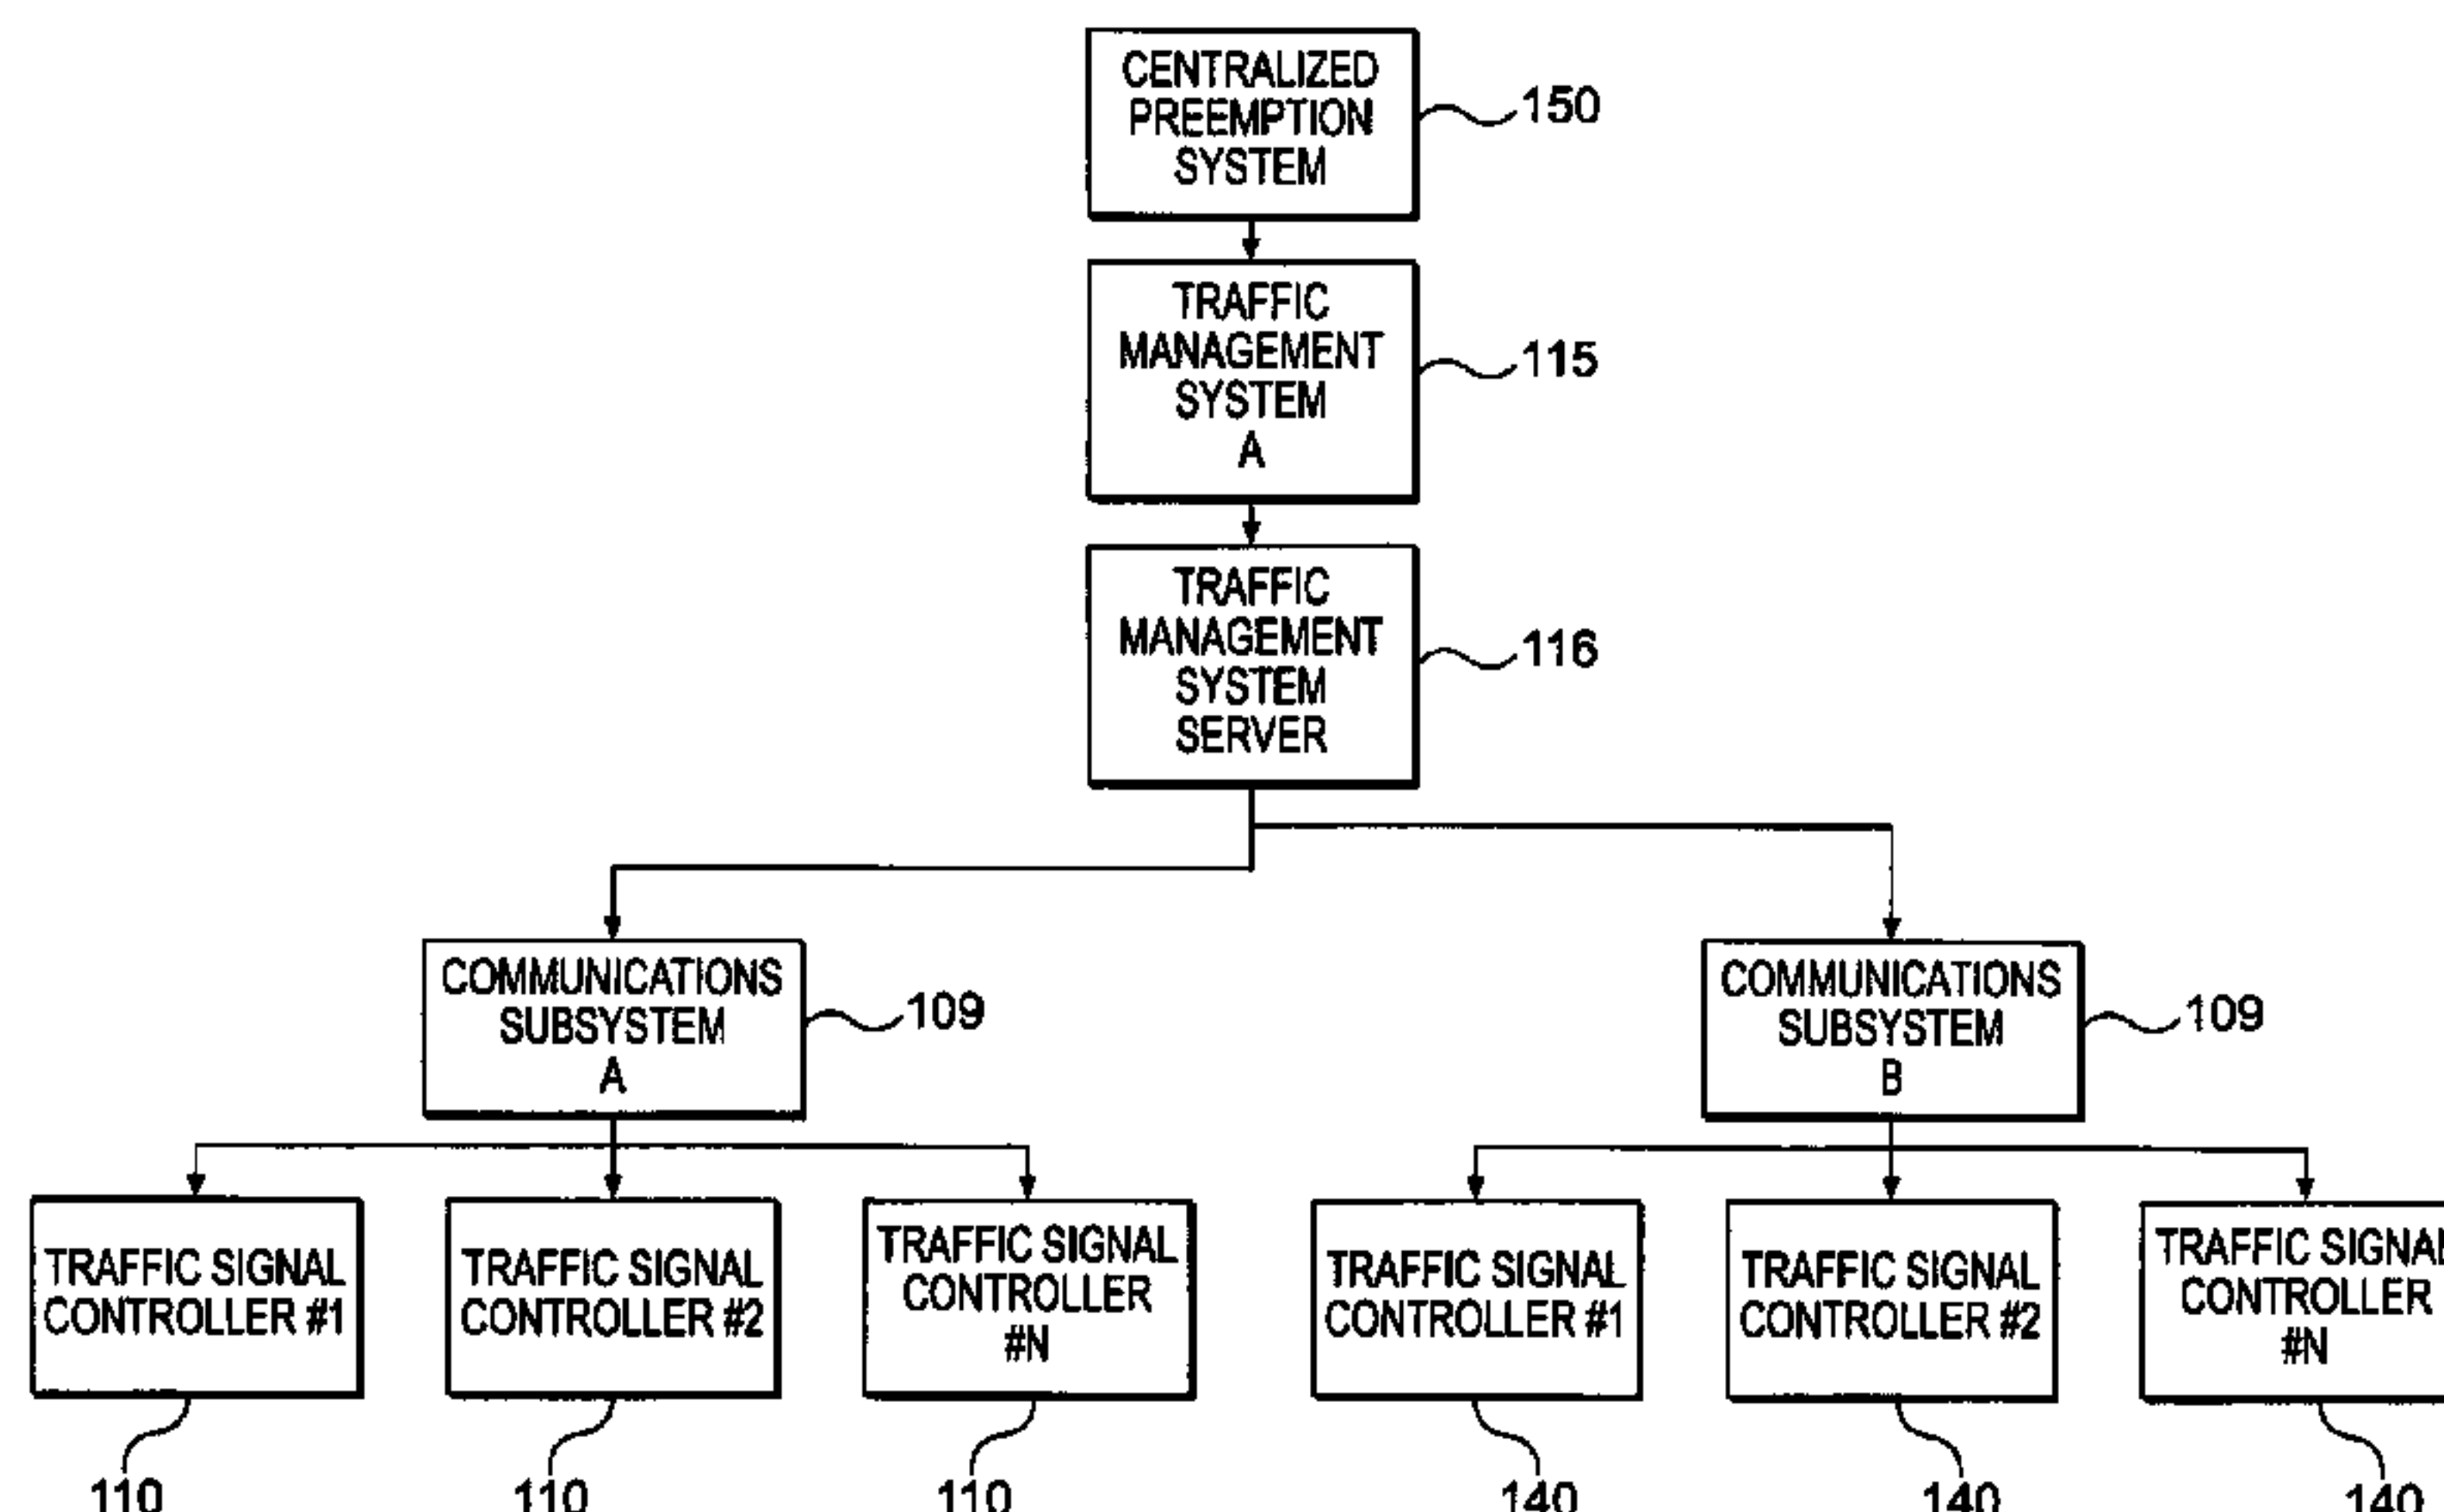 CENTRALIZED
PREEMPTION
SYSTEM
150
TRAFFIC
MANAGEMENT
SYSTEM
A
115
TRAFFIC
MANAGEMENT
SYSTEM
SERVER
116
COMMUNICATIONS
SUBSYSTEM
A
109
COMMUNICATIONS
SUBSYSTEM
B
109
TRAFFIC SIGNAL
CONTROLLER #1
TRAFFIC SIGNAL
CONTROLLER #2
TRAFFIC SIGNAL
CONTROLLER
#N
TRAFFIC SIGNAL
CONTROLLER #1
TRAFFIC SIGNAL
CONTROLLER #2
TRAFFIC SIGNAL
CONTROLLER
#N
110
110
110
140
140
140